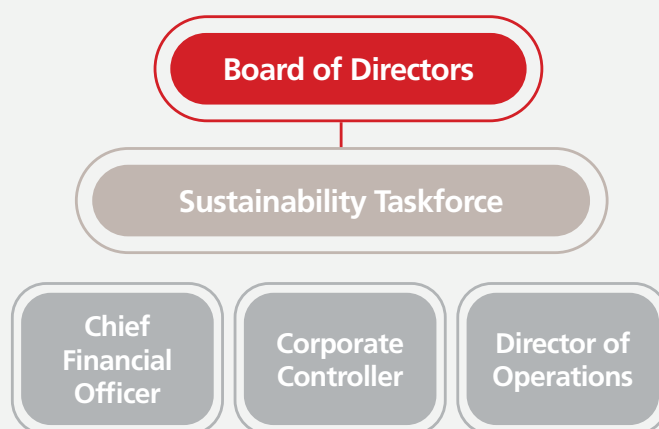 Board of Directors
Sustainability Taskforce
Chief
Financial
Officer
Corporate
Controller
Director of
Operations